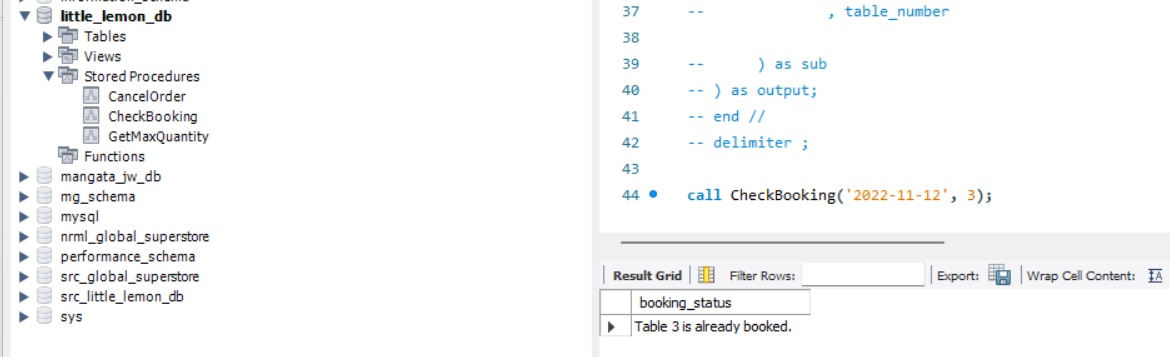 information_schema
little_lemon_db
Tables
Views
Stored Procedures
CancelOrder
CheckBooking
GetMaxQuantity
Functions
mangata_jw_db
mg_schema
mysql
nrml_global_superstore
performance_schema
src_global_superstore
src_little_lemon_db
sys
37 -- , table_number
38
39 -- ) as sub
40 -- ) as output;
41 -- end //
42 -- delimiter ;
43
44 call CheckBooking('2022-11-12', 3);
Result Grid Filter Rows: Export: Wrap Cell Content:
booking_status
Table 3 is already booked.